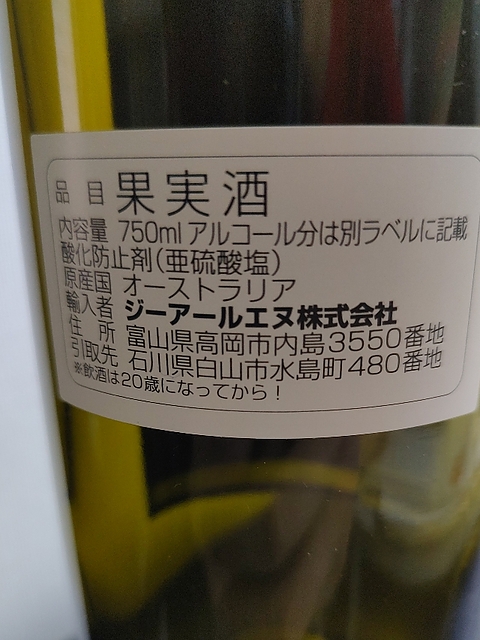 品目 果実酒
内容量 750ml アルコール分は別ラベルに記載
酸化防止剤(亜硫酸塩)
原産国 オーストラリア
輸入者 ジーアールエヌ株式会社
住所 富山県高岡市内島3550番地
引取先 石川県白山市水島町480番地
※飲酒は20歳になってから!